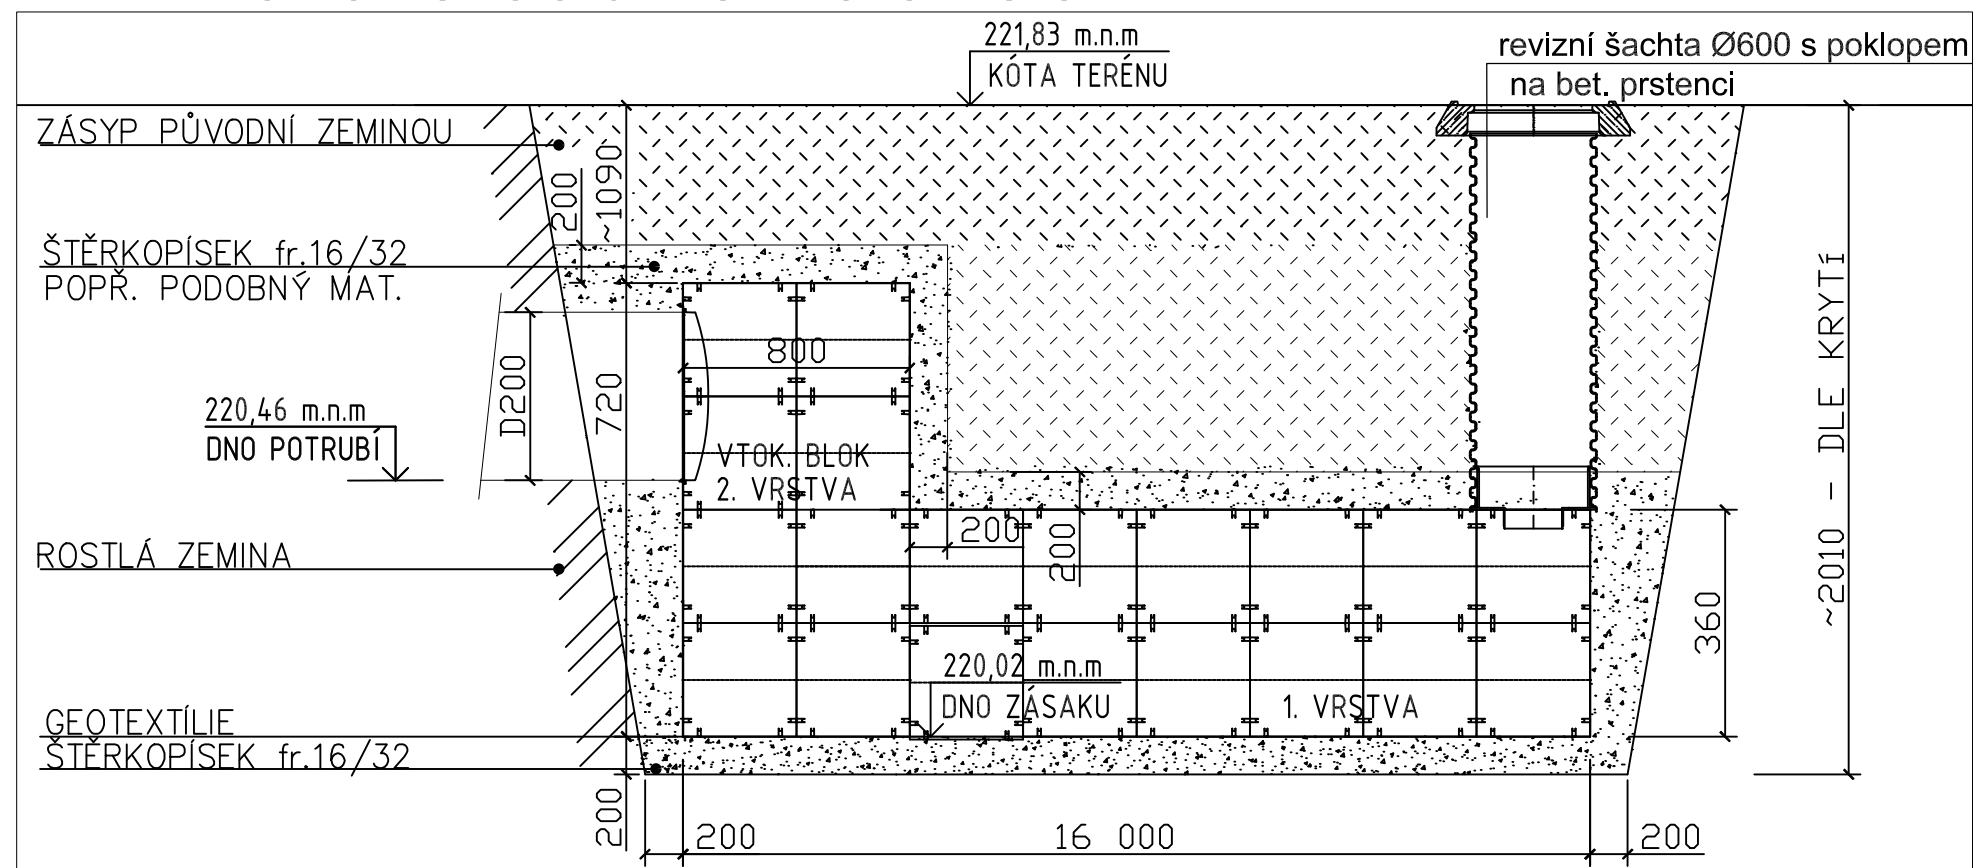 221,83 m.n.m
KÓTA TERÉNU
revizní šachta Ø600 s poklopem
na bet. prstenci
ZÁSYP PŮVODNÍ ZEMINOU
200
~1090
ŠTĚRKOPÍSEK fr.16/32
POPŘ. PODOBNÝ MAT.
800
D200
720
220,46 m.n.m
DNO POTRUBÍ
VTOK. BLOK
2. VRSTVA
~2010 - DLE KRYTÍ
200
200
ROSTLÁ ZEMINA
360
220,02 m.n.m
DNO ZÁSAKU
1. VRSTVA
GEOTEXTÍLIE
ŠTĚRKOPÍSEK fr.16/32
200
200
16 000
200